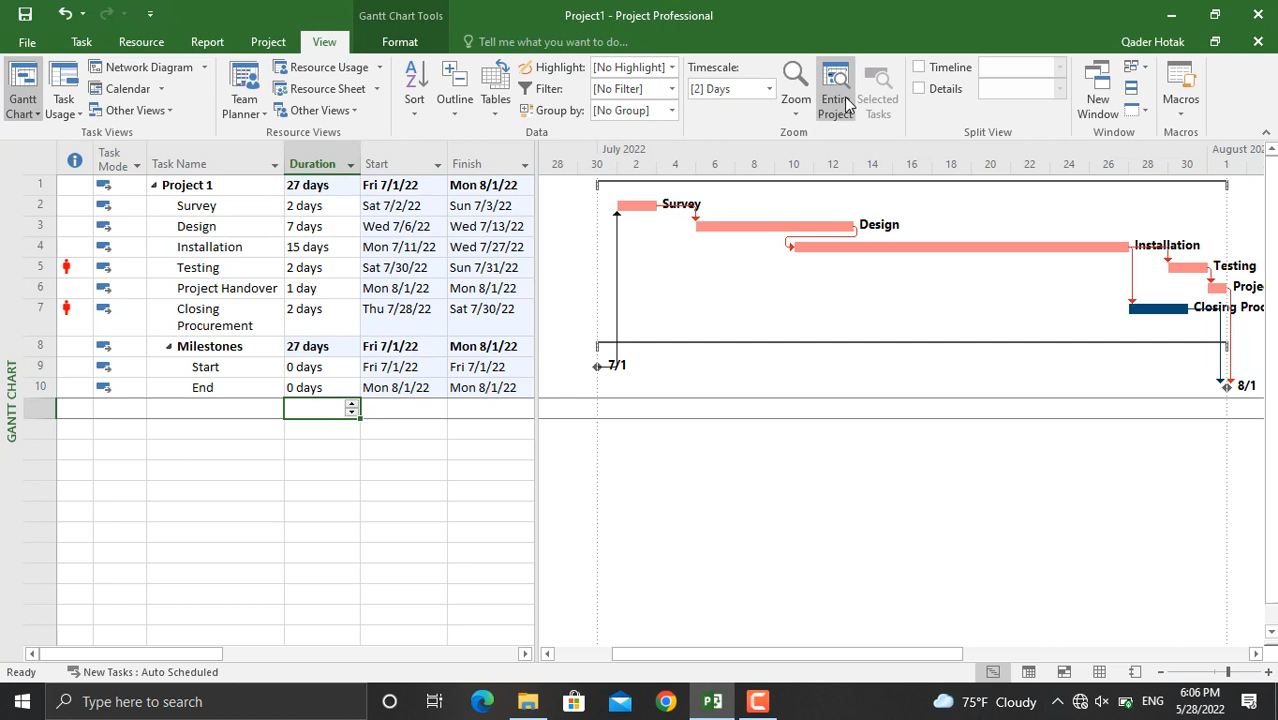 Gantt Chart Tools
Project1 - Project Professional
File
Task
Resource
Report
Project
View
Format
Tell me what you want to do...
Qader Hotak
Gantt
Chart
Task
Usage
Network Diagram
Calendar
Other Views
Task Views
Team
Planner
Resource Usage
Resource Sheet
Other Views
Resource Views
Sort
Outline
Tables
Highlight:
[No Highlight]
Filter:
[No Filter]
Group by:
[No Group]
Data
Timescale:
[2] Days
Zoom
Entire
Project
Selected
Tasks
Zoom
Timeline
Details
Split View
New
Window
Window
Macros
Macros
Task
Mode
Task Name
Duration
Start
Finish
July 2022
August 202
28 30 2 4 6 8 10 12 14 16 18 20 22 24 26 28 30 1
1 Project 1 27 days Fri 7/1/22 Mon 8/1/22
2 Survey 2 days Sat 7/2/22 Sun 7/3/22
3 Design 7 days Wed 7/6/22 Wed 7/13/22
4 Installation 15 days Mon 7/11/22 Wed 7/27/22
5 Testing 2 days Sat 7/30/22 Sun 7/31/22
6 Project Handover 1 day Mon 8/1/22 Mon 8/1/22
7 Closing Procurement 2 days Thu 7/28/22 Sat 7/30/22
8 Milestones 27 days Fri 7/1/22 Mon 8/1/22
9 Start 0 days Fri 7/1/22 Fri 7/1/22
10 End 0 days Mon 8/1/22 Mon 8/1/22
Survey
Design
Installation
Testing
Proje
Closing Proc
7/1
8/1
GANTT CHART
Ready
New Tasks : Auto Scheduled
Type here to search
75°F Cloudy
ENG
6:06 PM
5/28/2022